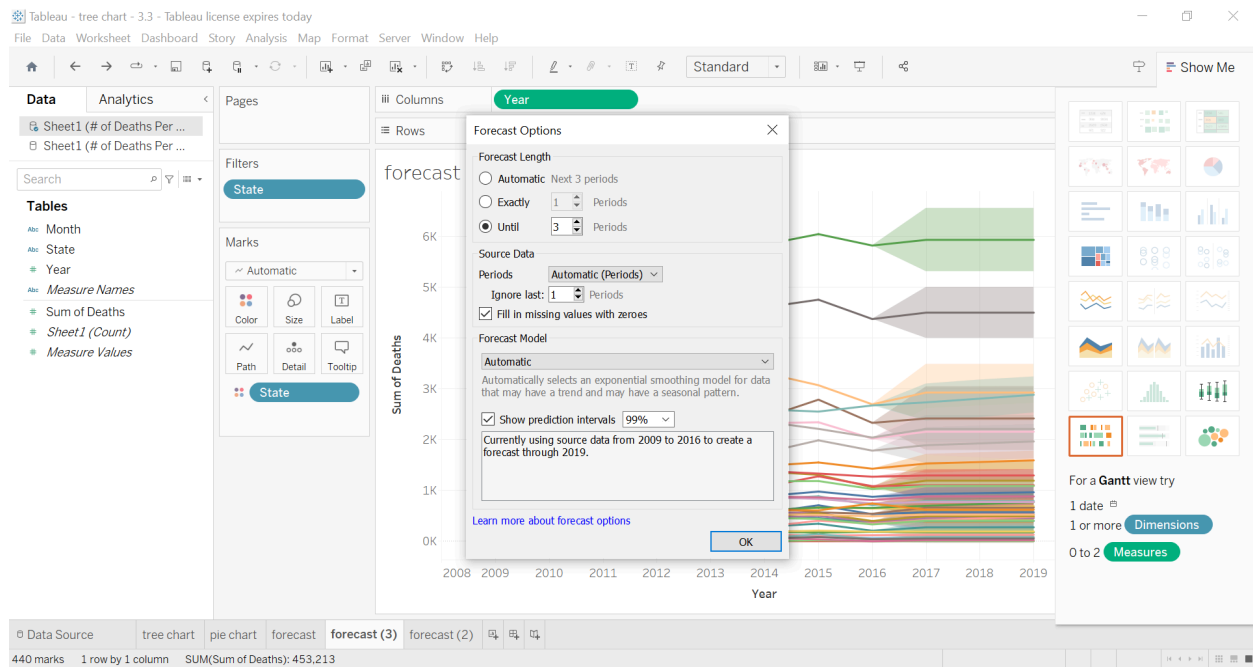 Tableau - tree chart - 3.3 - Tableau license expires today
File Data Worksheet Dashboard Story Analysis Map Format Server Window Help
Standard
Show Me
Data Analytics
Sheet1 (# of Deaths Per ...
Sheet1 (# of Deaths Per ...
Search
Tables
Abc Month
Abc State
# Year
Abc Measure Names
# Sum of Deaths
# Sheet1 (Count)
# Measure Values
Pages
Filters
State
Marks
Automatic
Color Size Label
Path Detail Tooltip
State
Columns Year
Rows
forecast
Sum of Deaths
6K
5K
4K
3K
2K
1K
0K
2008 2009 2010 2011 2012 2013 2014 2015 2016 2017 2018 2019
Year
Forecast Options
Forecast Length
Automatic Next 3 periods
Exactly 1 Periods
Until 3 Periods
Source Data
Periods Automatic (Periods)
Ignore last: 1 Periods
Fill in missing values with zeroes
Forecast Model
Automatic
Automatically selects an exponential smoothing model for data
that may have a trend and may have a seasonal pattern.
Show prediction intervals 99%
Currently using source data from 2009 to 2016 to create a
forecast through 2019.
Learn more about forecast options
OK
For a Gantt view try
1 date
1 or more Dimensions
0 to 2 Measures
Data Source tree chart pie chart forecast forecast (3) forecast (2)
440 marks 1 row by 1 column SUM(Sum of Deaths): 453,213